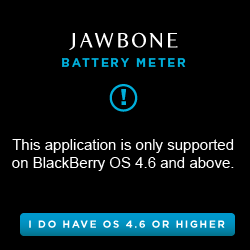 JAWBONE
BATTERY METER
This application is only supported
on BlackBerry OS 4.6 and above.
I DO HAVE OS 4.6 OR HIGHER